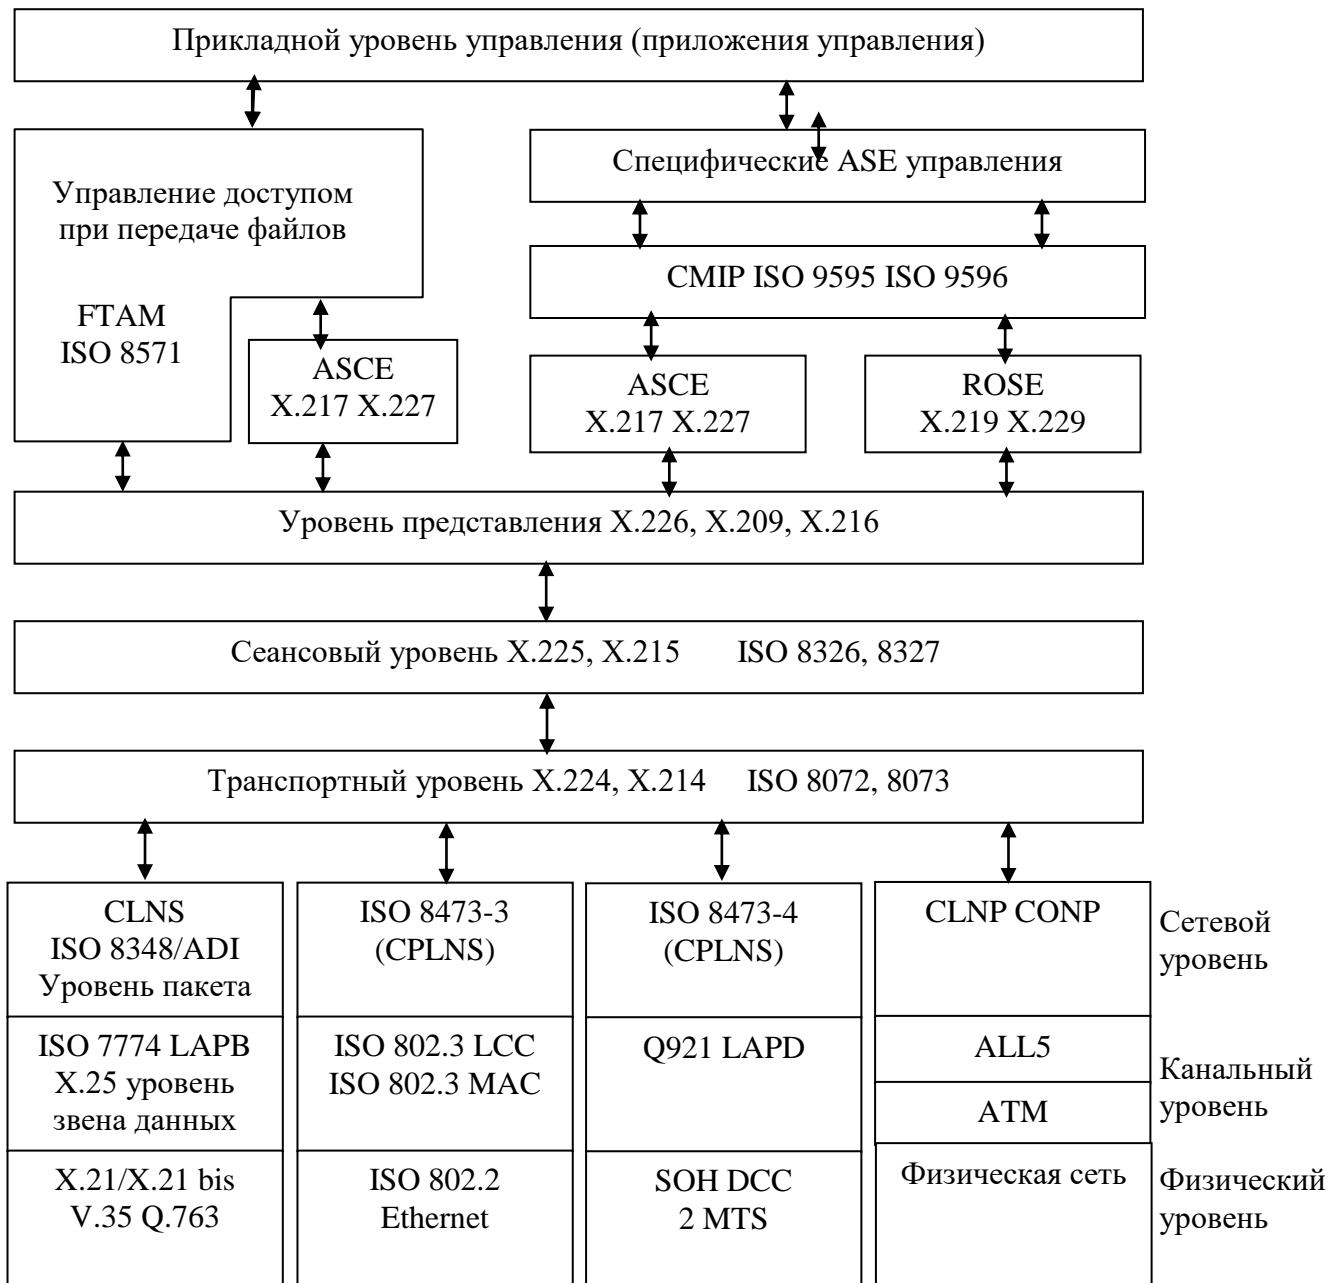 Прикладной уровень управления (приложения управления)
Управление доступом
при передаче файлов
FTAM
ISO 8571
ASCE
X.217 X.227
Специфические ASE управления
CMIP ISO 9595 ISO 9596
ASCE
X.217 X.227
ROSE
X.219 X.229
Уровень представления X.226, X.209, X.216
Сеансовый уровень X.225, X.215 ISO 8326, 8327
Транспортный уровень X.224, X.214 ISO 8072, 8073
CLNS
ISO 8348/ADI
Уровень пакета
ISO 8473-3
(CPLNS)
ISO 8473-4
(CPLNS)
CLNP CONP
Сетевой
уровень
ISO 7774 LAPB
X.25 уровень
звена данных
ISO 802.3 LCC
ISO 802.3 MAC
Q921 LAPD
ALL5
ATM
Канальный
уровень
X.21/X.21 bis
V.35 Q.763
ISO 802.2
Ethernet
SOH DCC
2 MTS
Физическая сеть
Физический
уровень